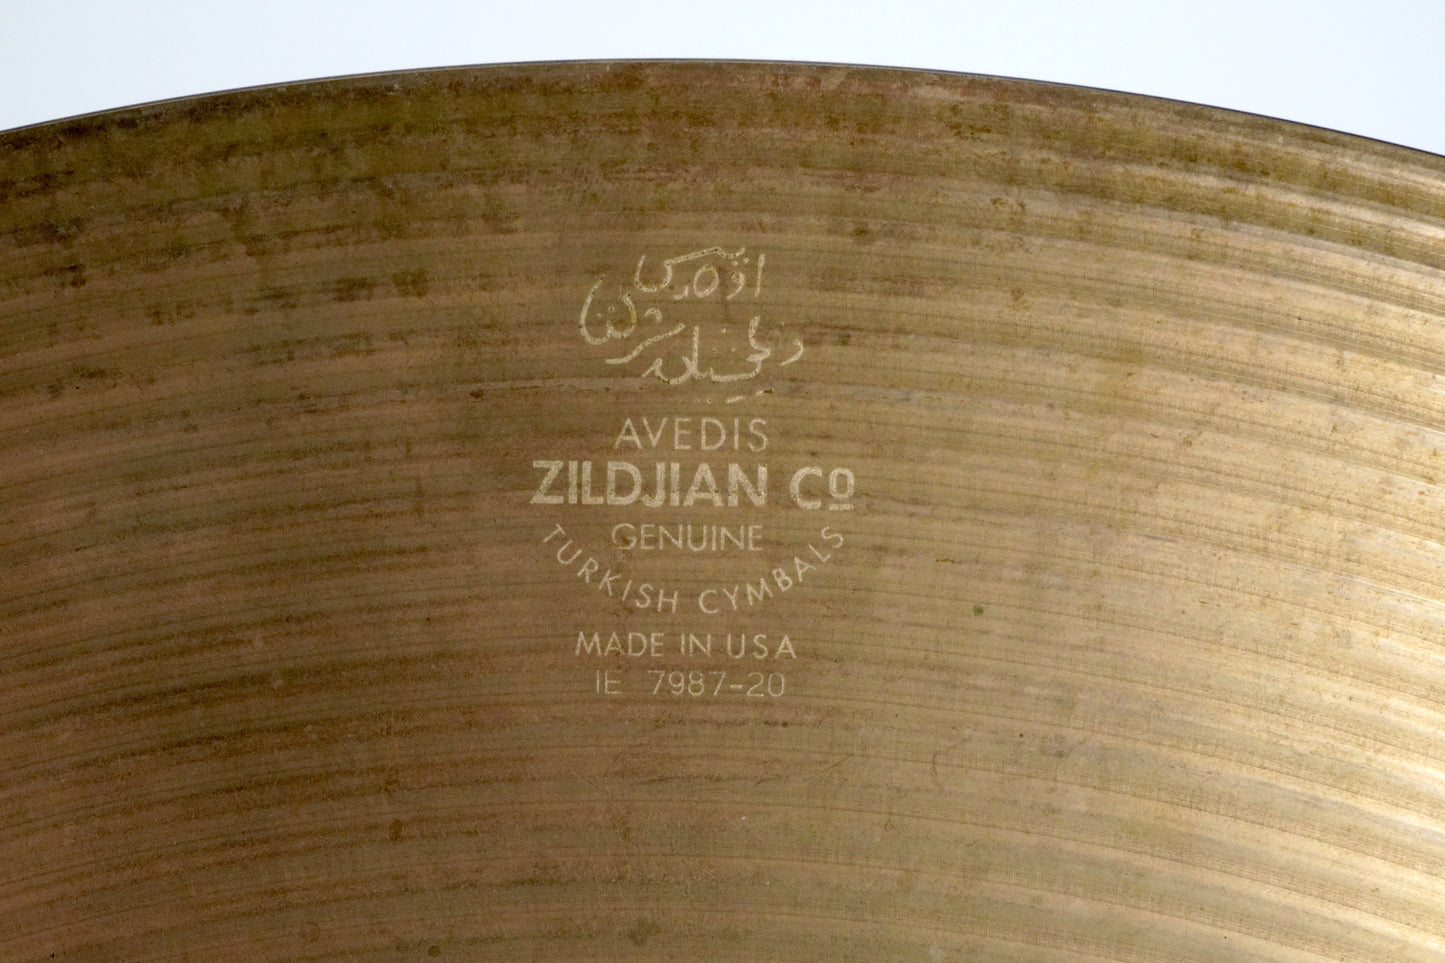 AVEDIS
ZILDJIAN Co
GENUINE
TURKISH CYMBALS
MADE IN USA
IE 7987-20